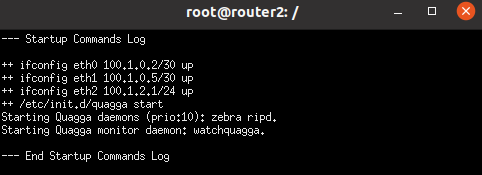 root@router2: /
--- Startup Commands Log
++ ifconfig eth0 100.1.0.2/30 up
++ ifconfig eth1 100.1.0.5/30 up
++ ifconfig eth2 100.1.2.1/24 up
++ /etc/init.d/quagga start
Starting Quagga daemons (prio:10): zebra ripd.
Starting Quagga monitor daemon: watchquagga.
--- End Startup Commands Log